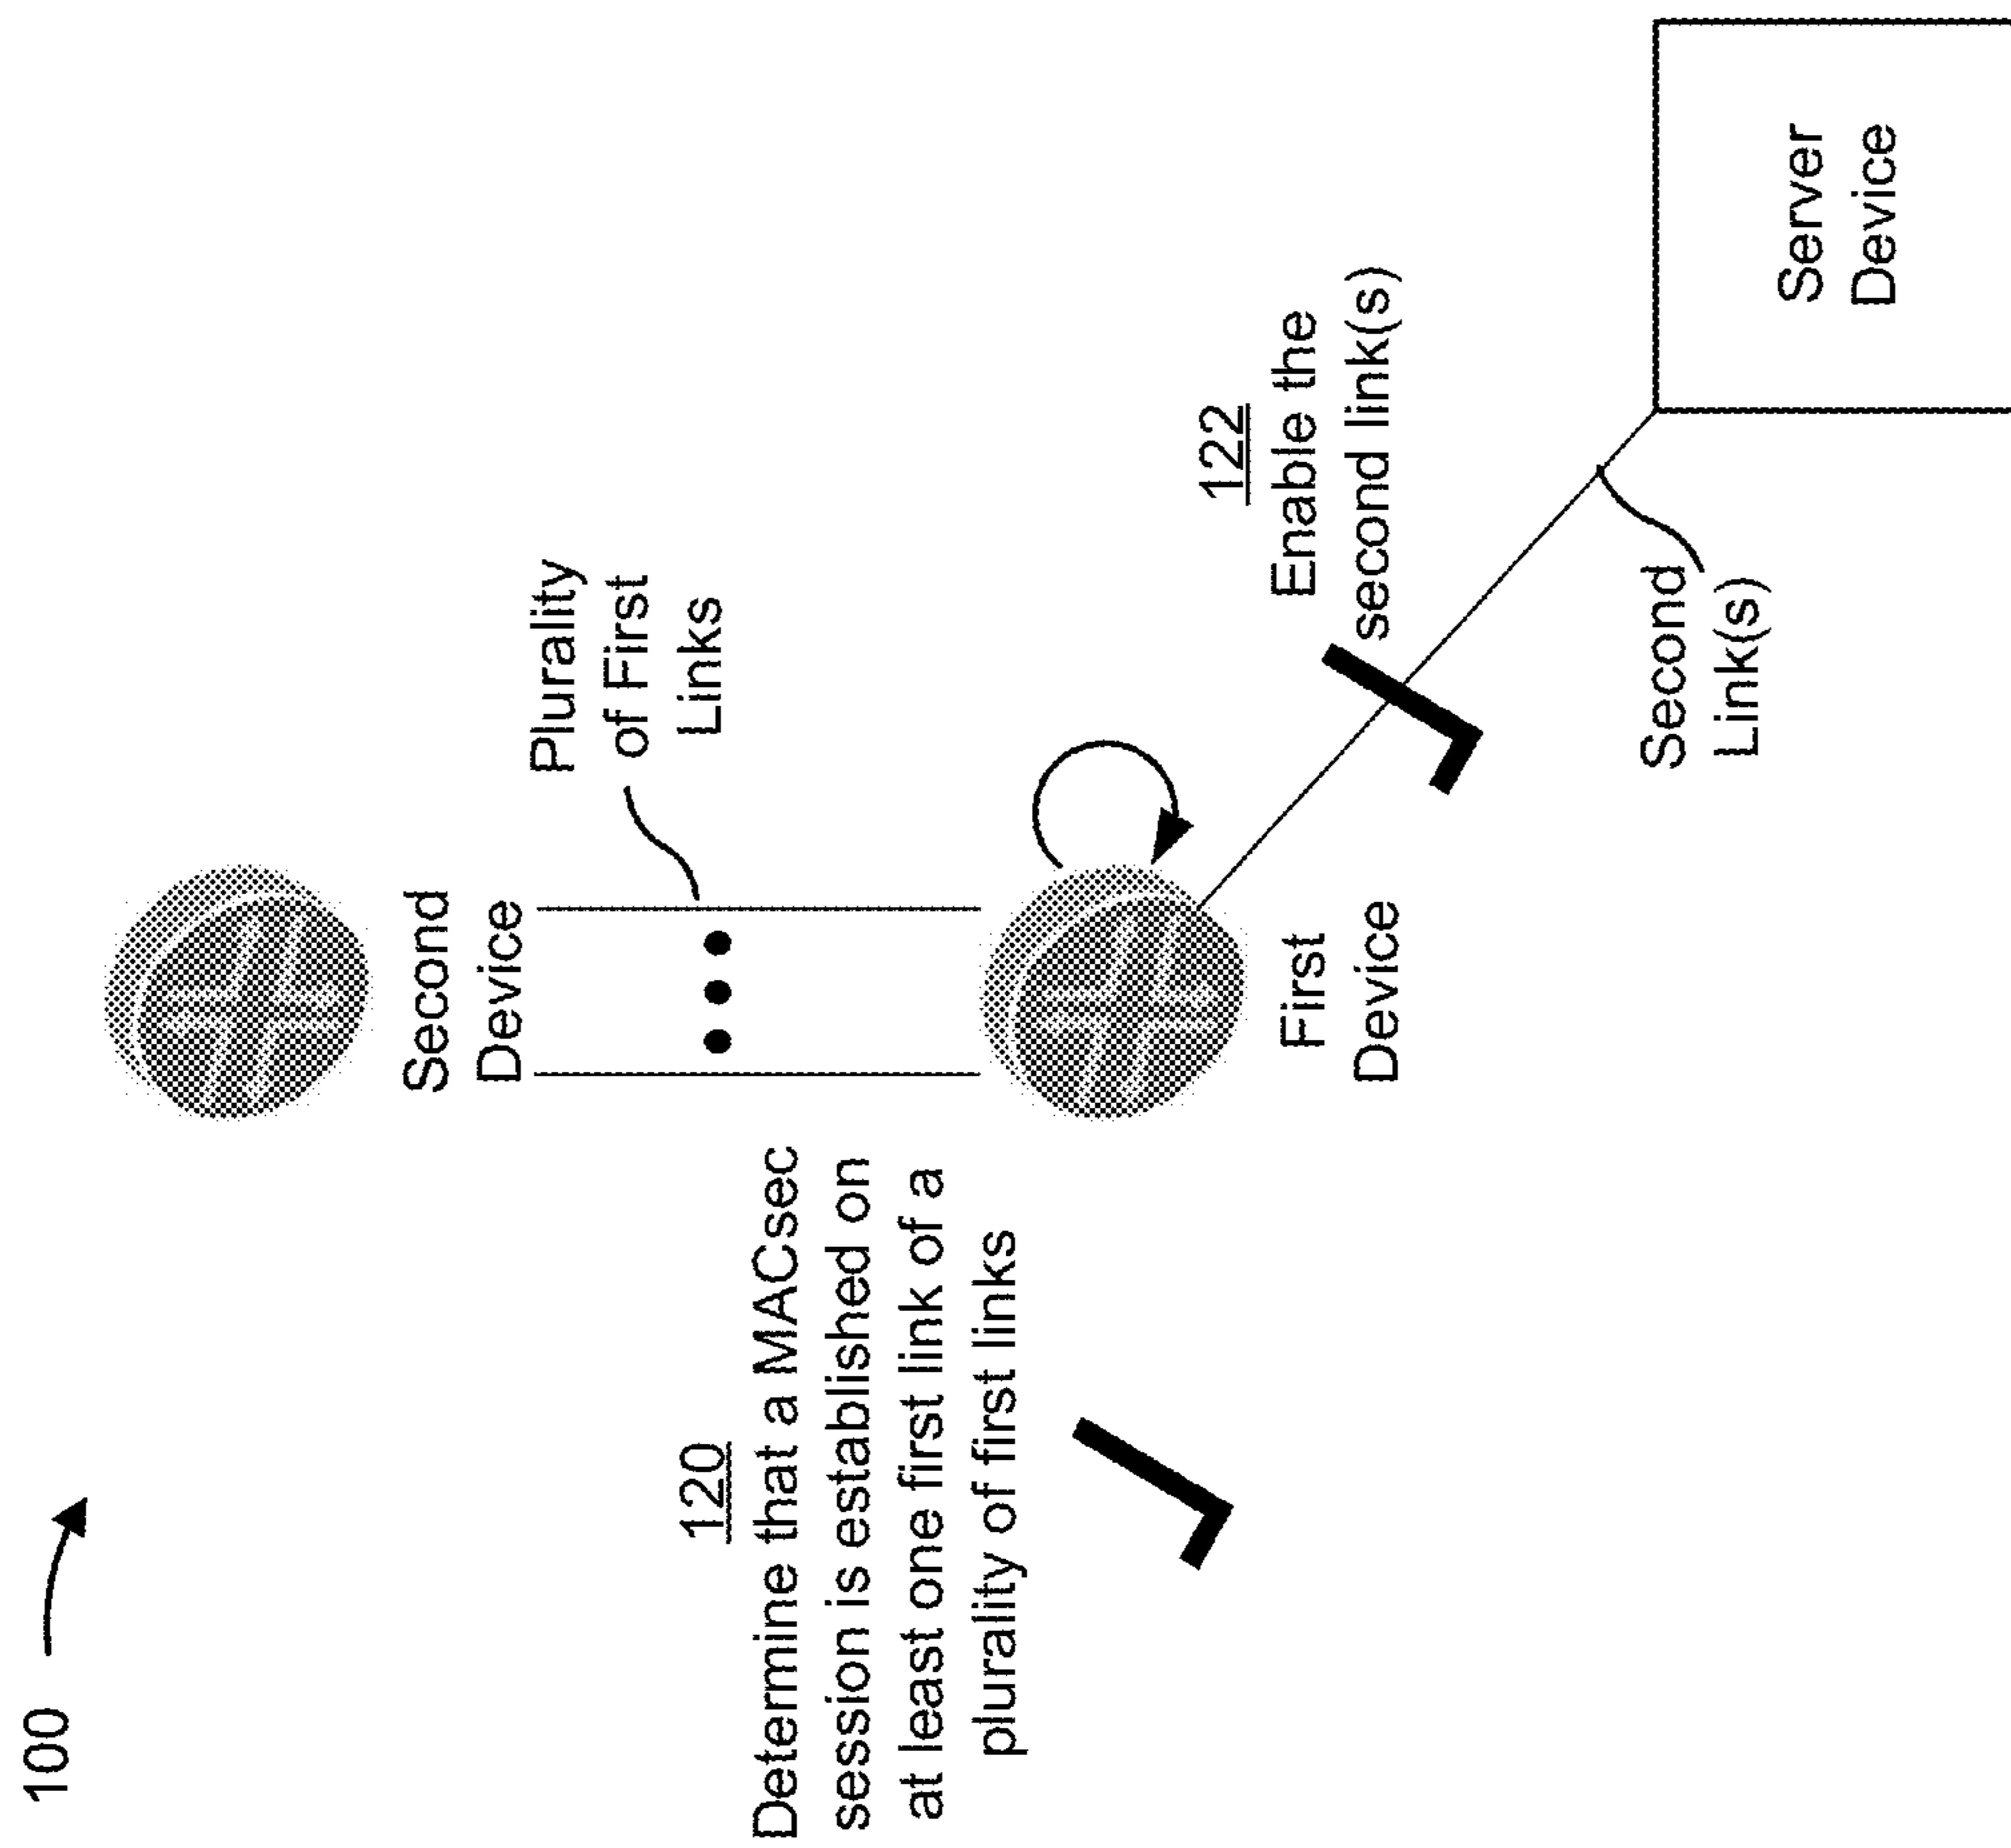 100
Second
Device
Plurality
of First
Links
120
Determine that a MACsec
session is established on
at least one first link of a
plurality of first links
First
Device
122
Enable the
second link(s)
Second
Link(s)
Server
Device